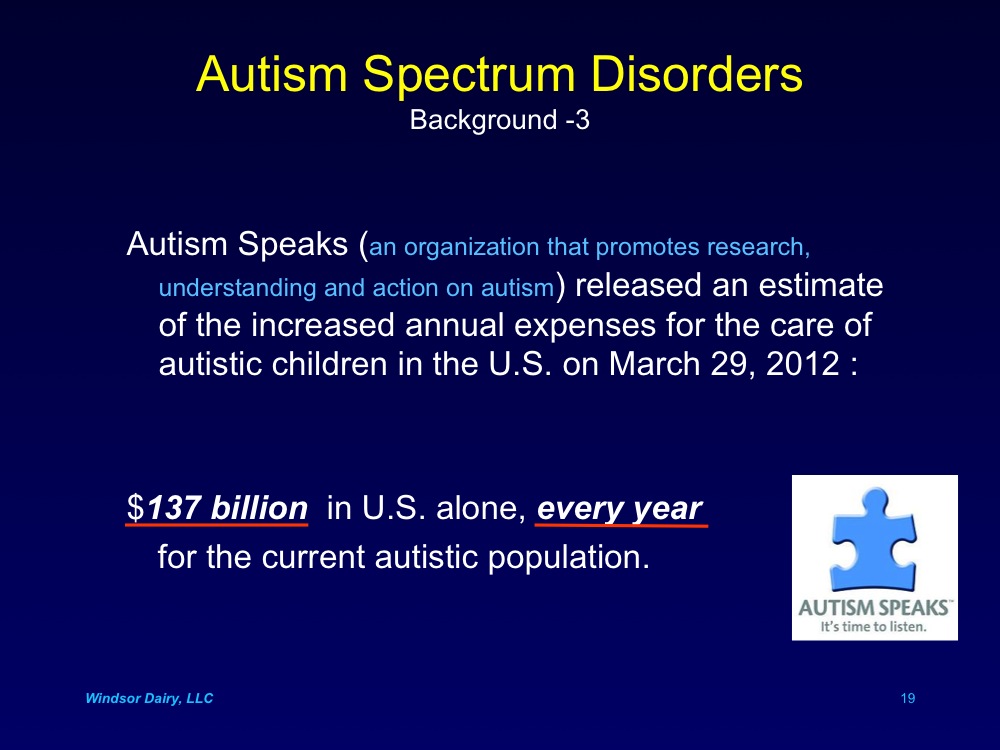 Autism Spectrum Disorders
Background -3
Autism Speaks (an organization that promotes research,
understanding and action on autism) released an estimate
of the increased annual expenses for the care of
autistic children in the U.S. on March 29, 2012 :
$137 billion in U.S. alone, every year
for the current autistic population.
AUTISM SPEAKS™
It's time to listen.
Windsor Dairy, LLC
19